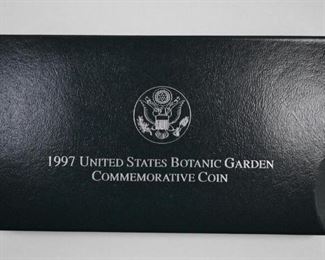 1997 United States Botanic Garden
Commemorative Coin